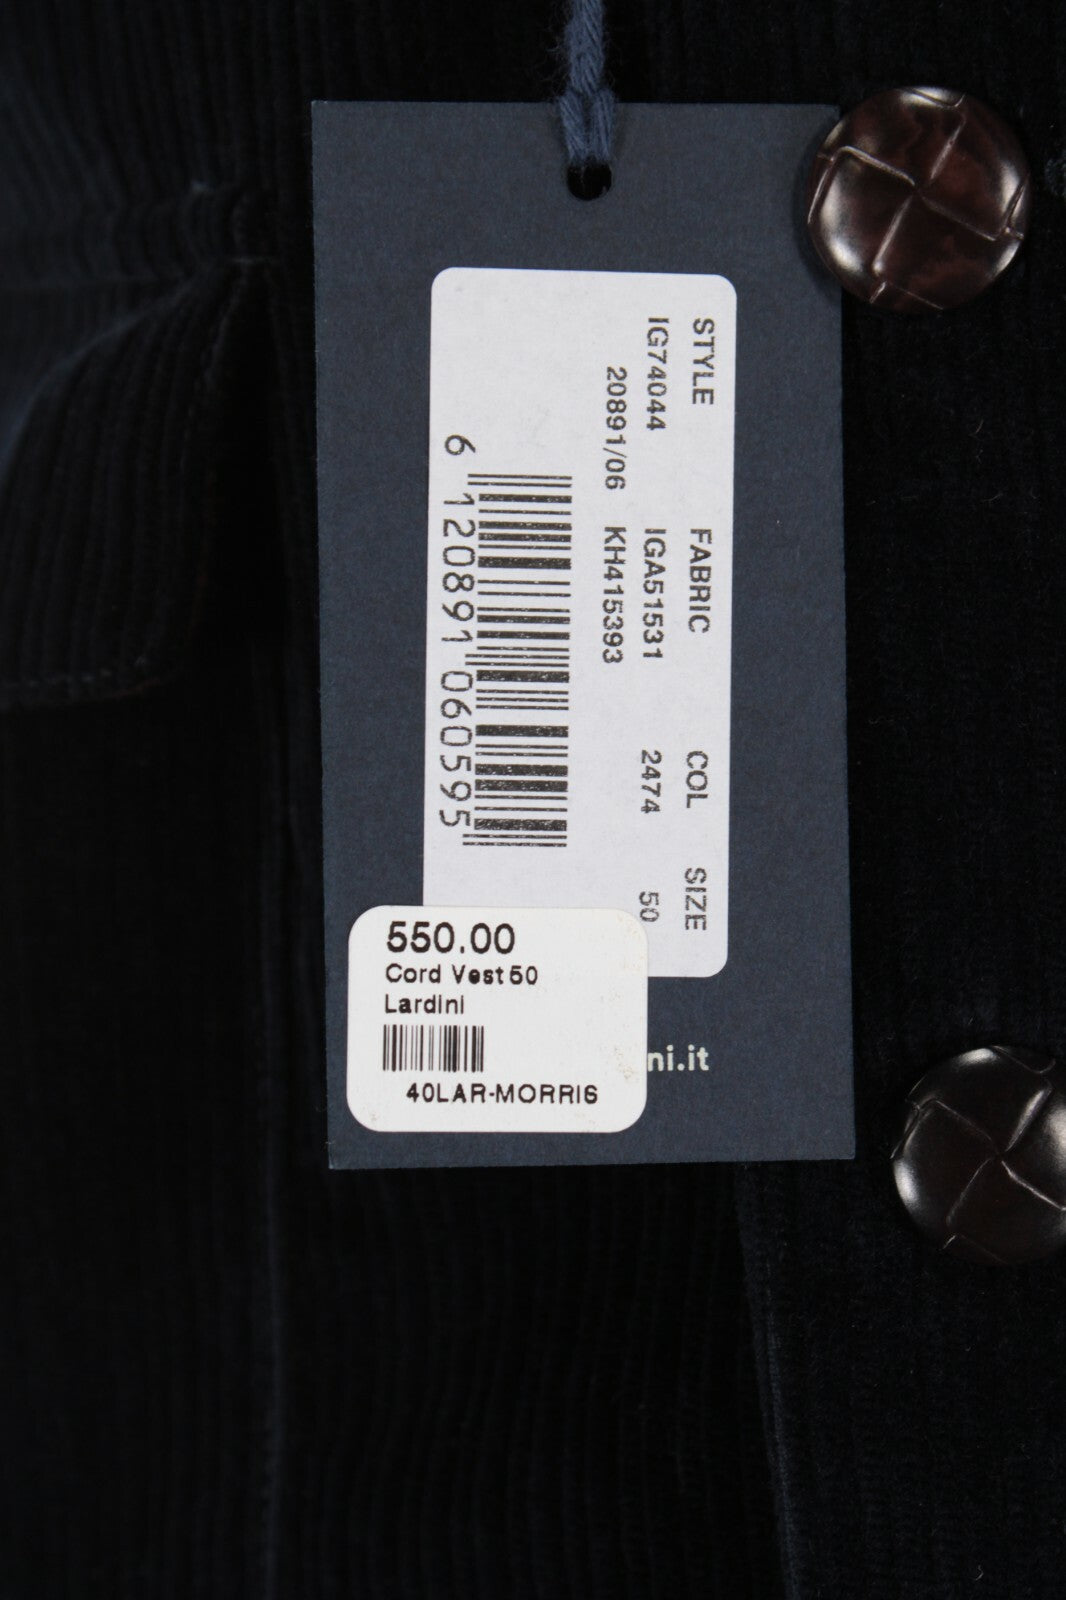 STYLE FABRIC COL SIZE
IG74044 IGA51531 2474 50
20891/06 KH415393
6 120891 060595
550.00
Cord Vest 50
Lardini
40LAR-MORRIS
ni.it